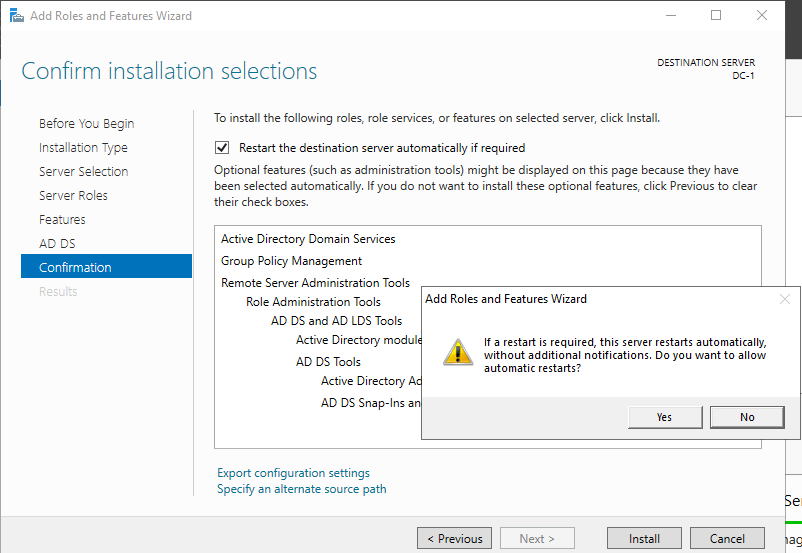 Add Roles and Features Wizard
Confirm installation selections
DESTINATION SERVER
DC-1
Before You Begin
Installation Type
Server Selection
Server Roles
Features
AD DS
Confirmation
Results
To install the following roles, role services, or features on selected server, click Install.
Restart the destination server automatically if required
Optional features (such as administration tools) might be displayed on this page because they have
been selected automatically. If you do not want to install these optional features, click Previous to clear
their check boxes.
Active Directory Domain Services
Group Policy Management
Remote Server Administration Tools
Role Administration Tools
AD DS and AD LDS Tools
Active Directory module
AD DS Tools
Active Directory Ad
AD DS Snap-Ins an
Add Roles and Features Wizard
If a restart is required, this server restarts automatically,
without additional notifications. Do you want to allow
automatic restarts?
Yes
No
Export configuration settings
Specify an alternate source path
< Previous
Next >
Install
Cancel